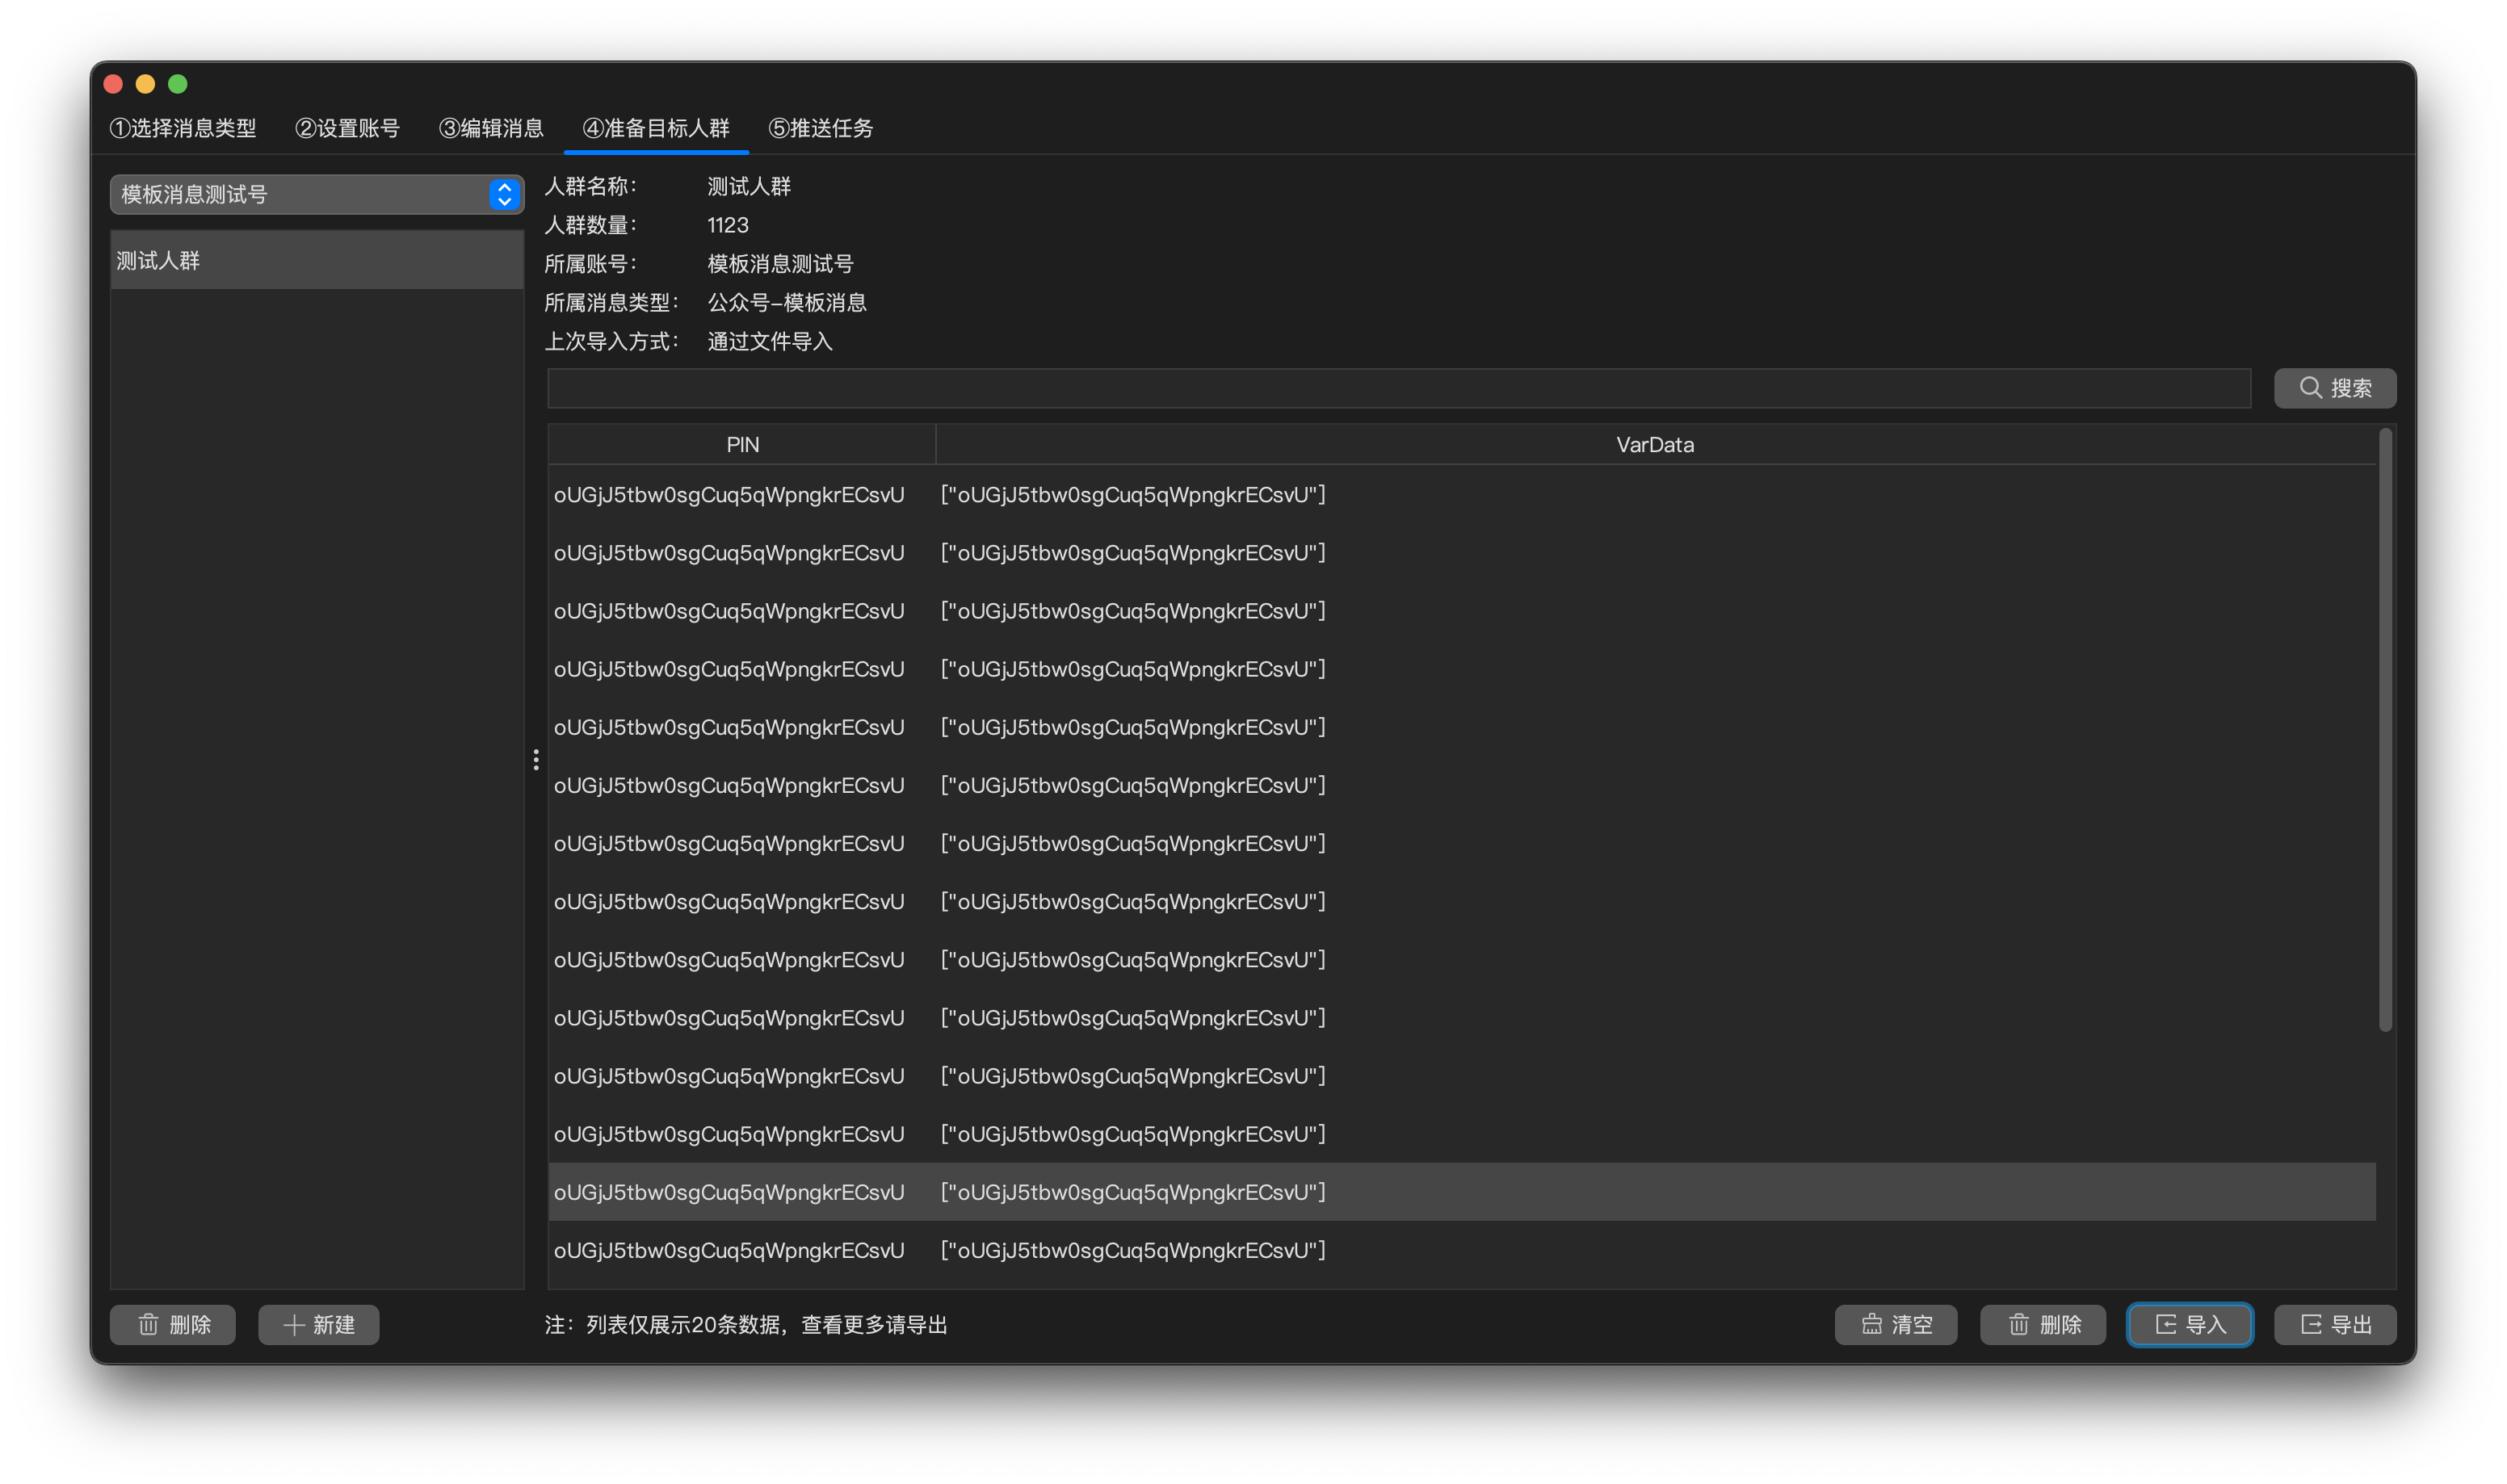 ①选择消息类型 ②设置账号 ③编辑消息 ④准备目标人群 ⑤推送任务
模板消息测试号
测试人群
人群名称： 测试人群
人群数量： 1123
所属账号： 模板消息测试号
所属消息类型： 公众号-模板消息
上次导入方式： 通过文件导入
搜索
PIN VarData
oUGjJ5tbw0sgCuq5qWpngkrECsvU ["oUGjJ5tbw0sgCuq5qWpngkrECsvU"]
oUGjJ5tbw0sgCuq5qWpngkrECsvU ["oUGjJ5tbw0sgCuq5qWpngkrECsvU"]
oUGjJ5tbw0sgCuq5qWpngkrECsvU ["oUGjJ5tbw0sgCuq5qWpngkrECsvU"]
oUGjJ5tbw0sgCuq5qWpngkrECsvU ["oUGjJ5tbw0sgCuq5qWpngkrECsvU"]
oUGjJ5tbw0sgCuq5qWpngkrECsvU ["oUGjJ5tbw0sgCuq5qWpngkrECsvU"]
oUGjJ5tbw0sgCuq5qWpngkrECsvU ["oUGjJ5tbw0sgCuq5qWpngkrECsvU"]
oUGjJ5tbw0sgCuq5qWpngkrECsvU ["oUGjJ5tbw0sgCuq5qWpngkrECsvU"]
oUGjJ5tbw0sgCuq5qWpngkrECsvU ["oUGjJ5tbw0sgCuq5qWpngkrECsvU"]
oUGjJ5tbw0sgCuq5qWpngkrECsvU ["oUGjJ5tbw0sgCuq5qWpngkrECsvU"]
oUGjJ5tbw0sgCuq5qWpngkrECsvU ["oUGjJ5tbw0sgCuq5qWpngkrECsvU"]
oUGjJ5tbw0sgCuq5qWpngkrECsvU ["oUGjJ5tbw0sgCuq5qWpngkrECsvU"]
oUGjJ5tbw0sgCuq5qWpngkrECsvU ["oUGjJ5tbw0sgCuq5qWpngkrECsvU"]
oUGjJ5tbw0sgCuq5qWpngkrECsvU ["oUGjJ5tbw0sgCuq5qWpngkrECsvU"]
oUGjJ5tbw0sgCuq5qWpngkrECsvU ["oUGjJ5tbw0sgCuq5qWpngkrECsvU"]
删除 新建 注：列表仅展示20条数据，查看更多请导出 清空 删除 导入 导出